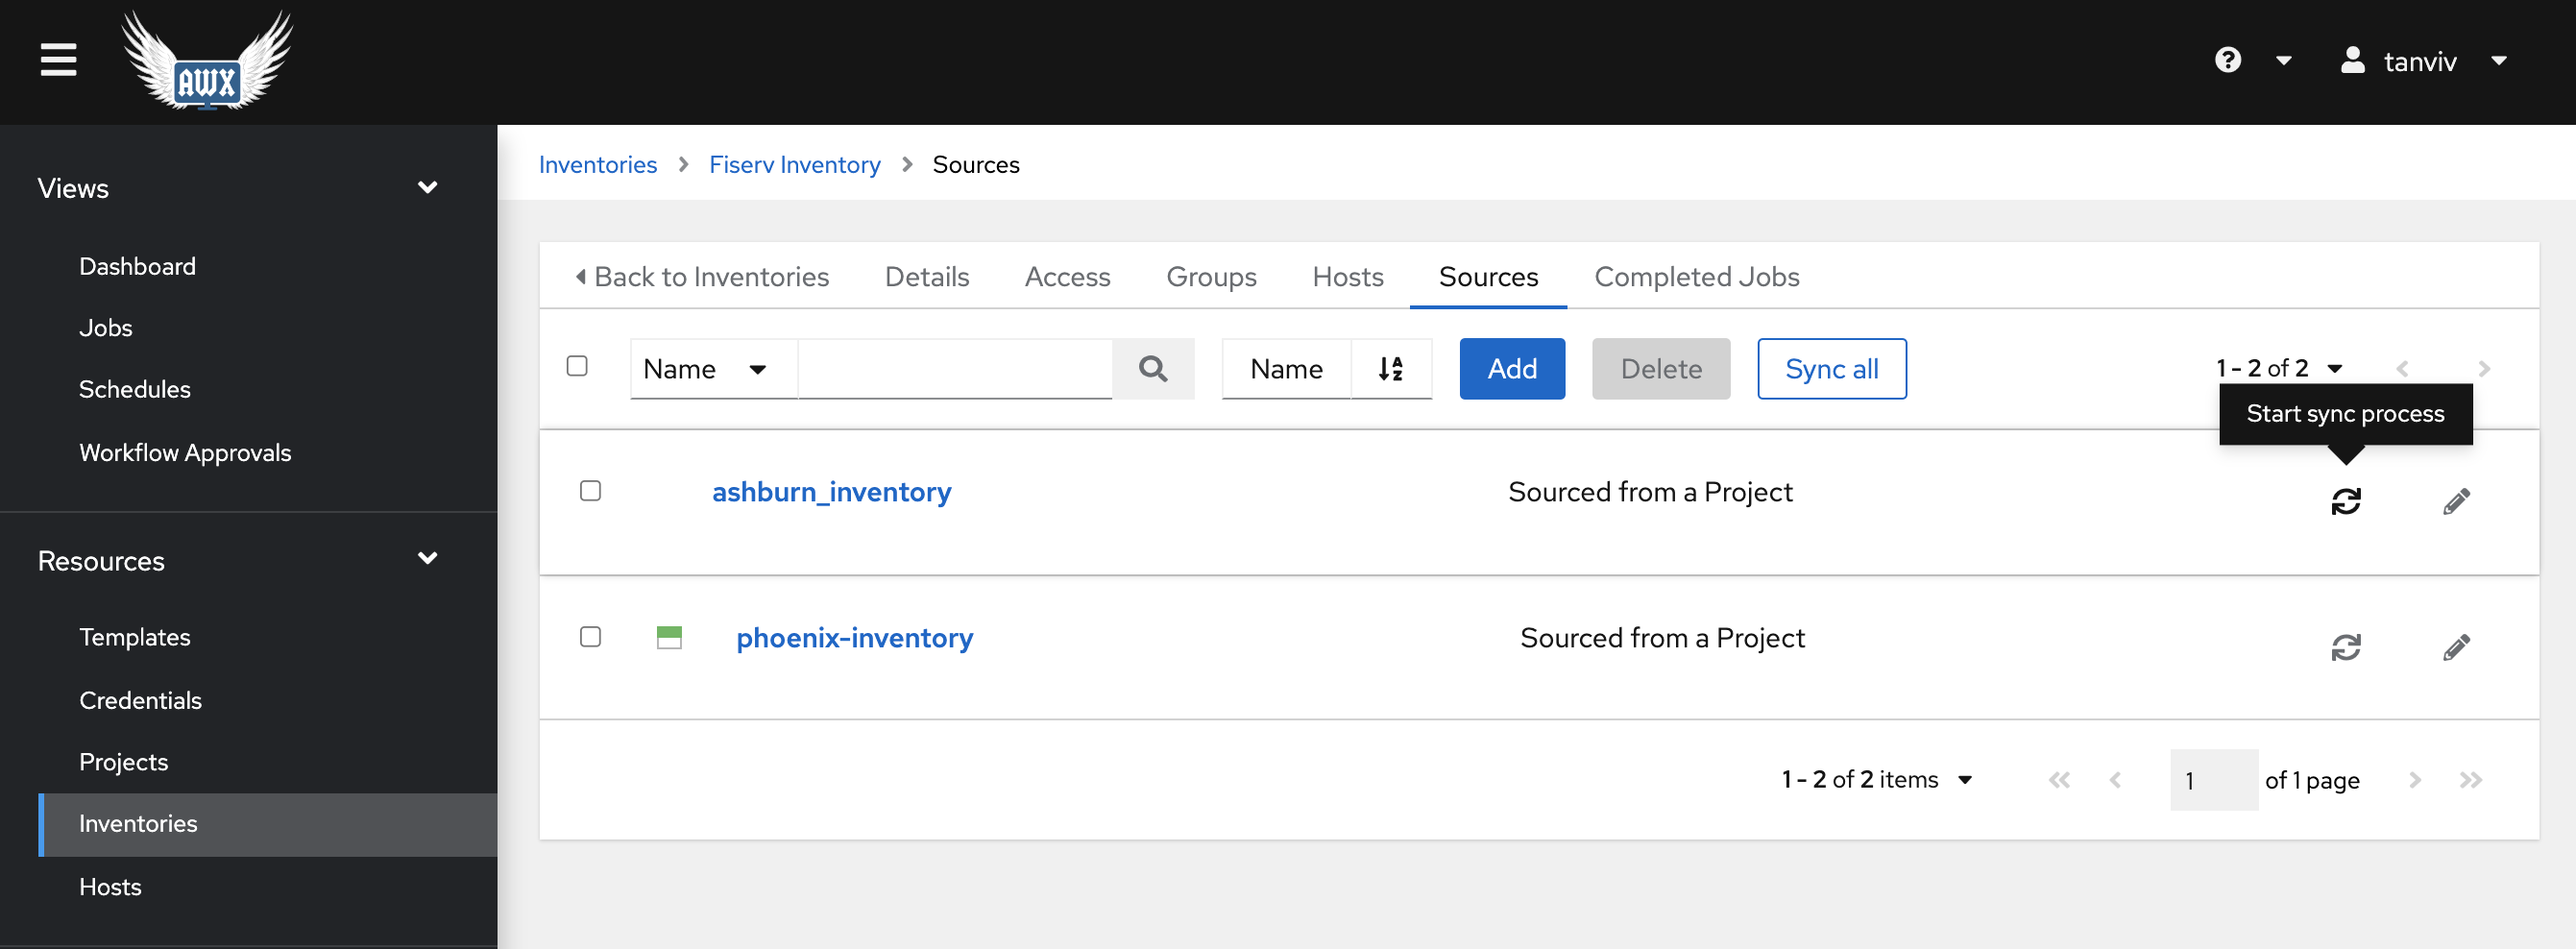 AWX
tanviv
Views
Dashboard
Jobs
Schedules
Workflow Approvals
Resources
Templates
Credentials
Projects
Inventories
Hosts
Inventories Fiserv Inventory Sources
Back to Inventories Details Access Groups Hosts Sources Completed Jobs
Name Name Add Delete Sync all 1 - 2 of 2
Start sync process
ashburn_inventory Sourced from a Project
phoenix-inventory Sourced from a Project
1 - 2 of 2 items 1 of 1 page